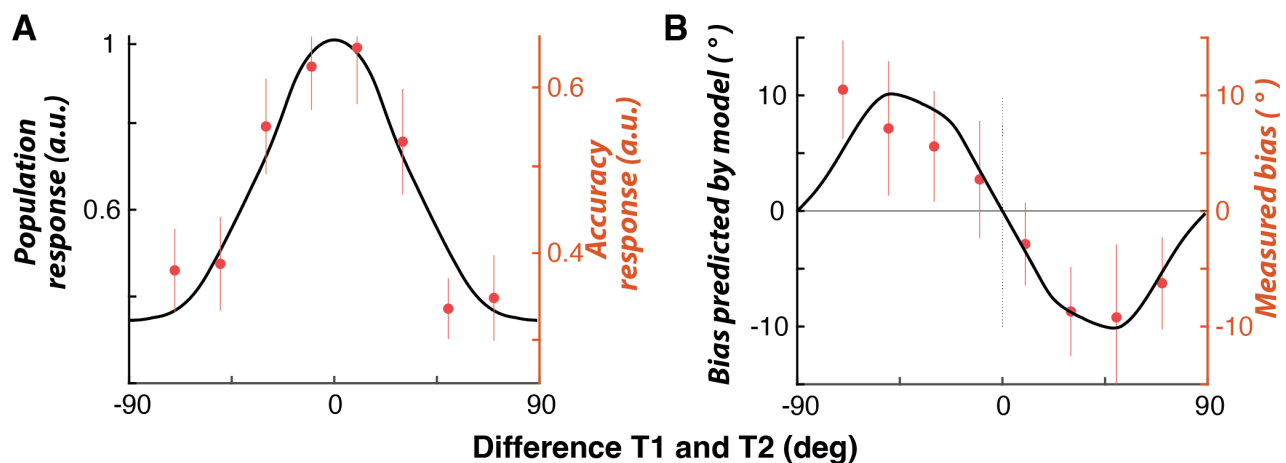 A
Population
response (a.u.)
1
0.6
0.6
0.4
Accuracy
response (a.u.)
-90
0
90
B
Bias predicted by model (°)
10
0
-10
10
0
-10
Measured bias (°)
-90
0
90
Difference T1 and T2 (deg)